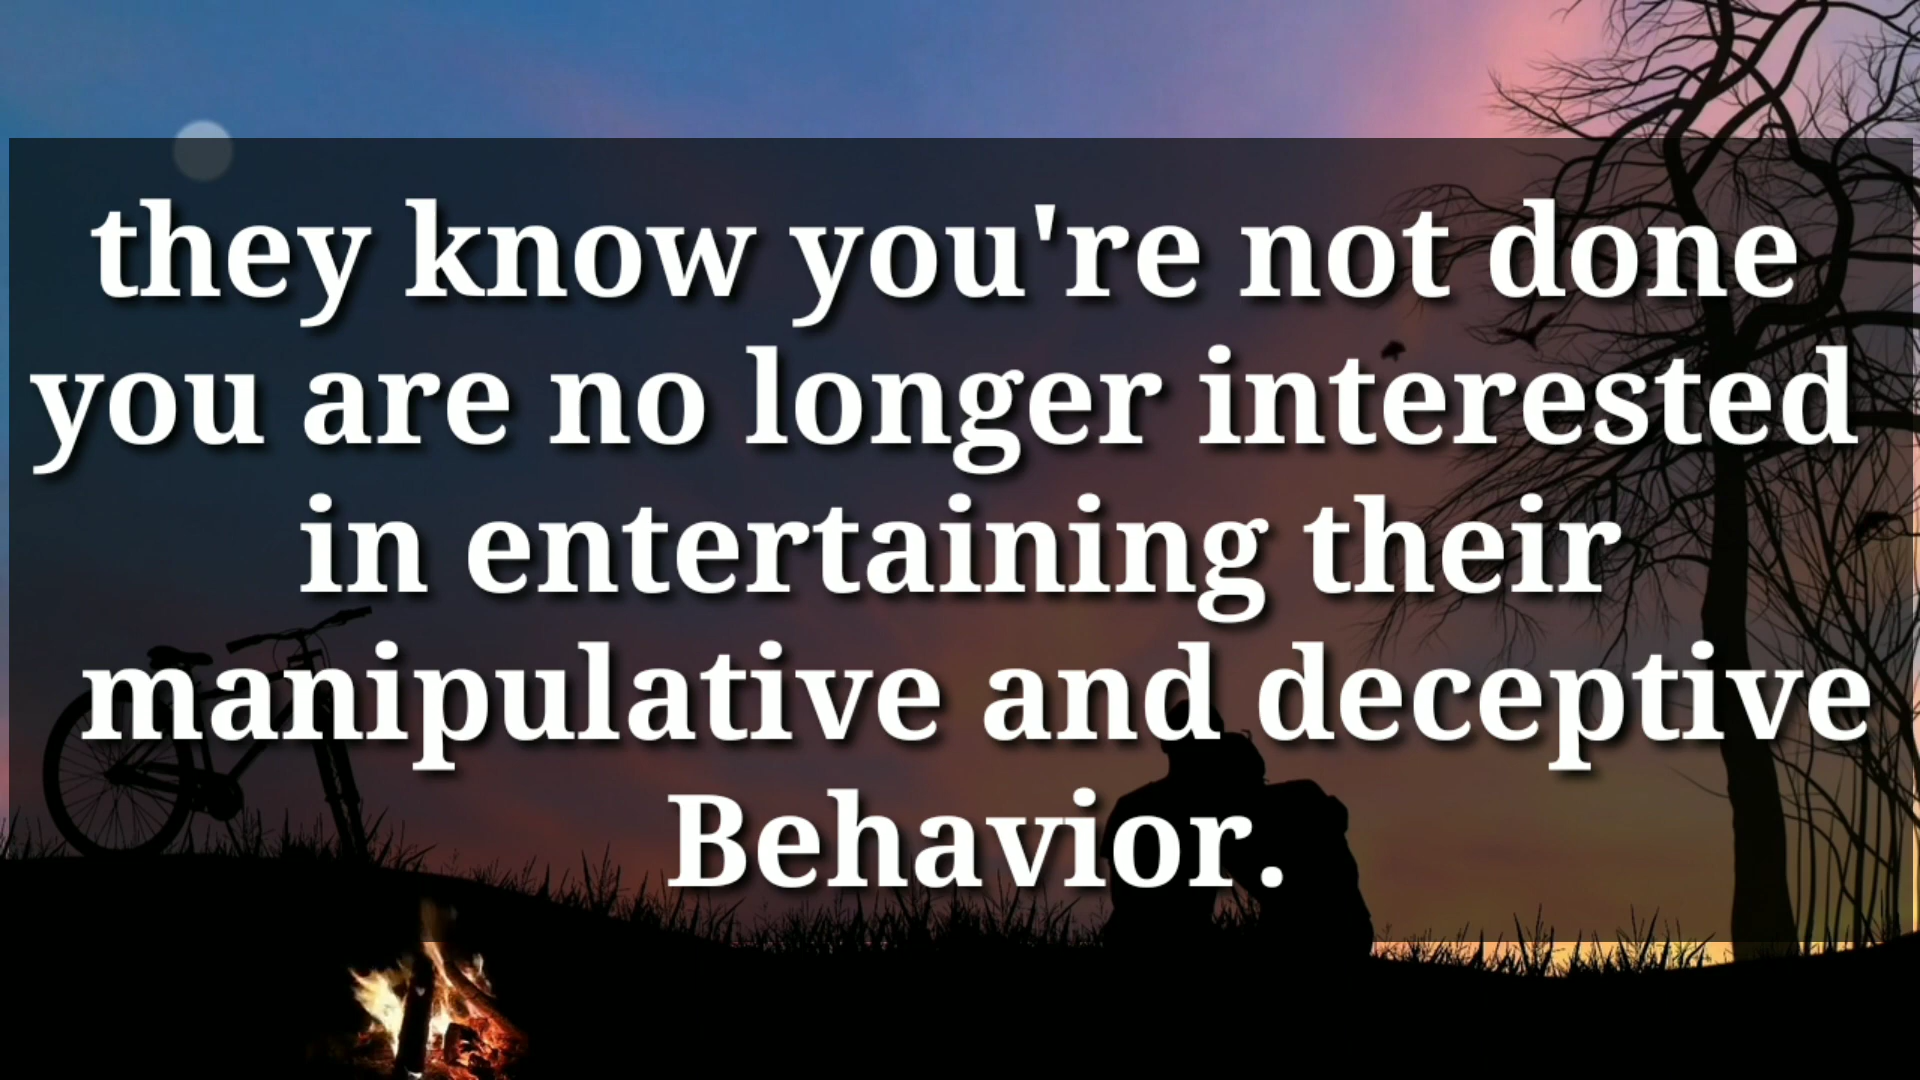 they know you're not done
you are no longer interested
in entertaining their
manipulative and deceptive
Behavior.